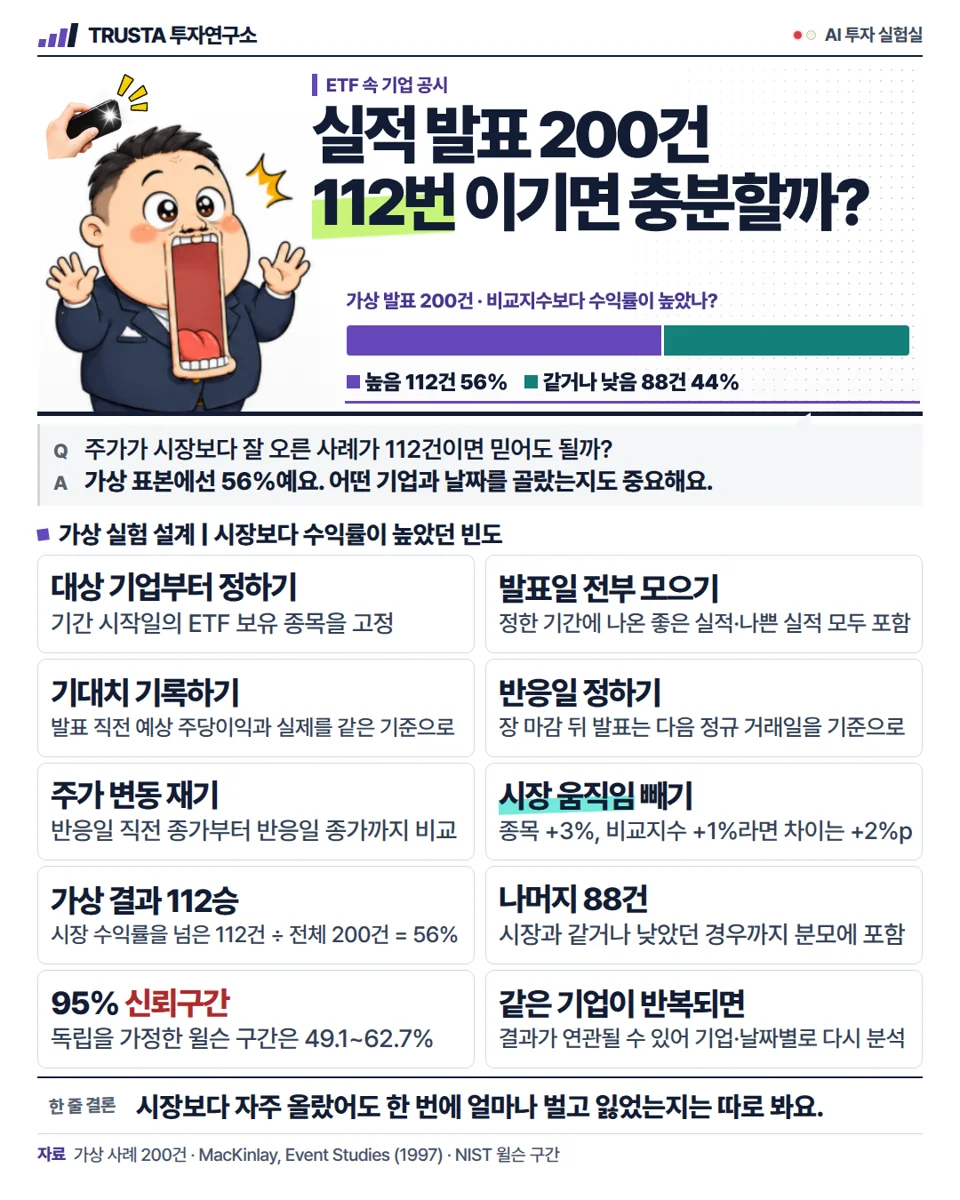 TRUSTA 투자연구소
AI 투자 실험실
ETF 속 기업 공시
실적 발표 200건
112번 이기면 충분할까?
가상 발표 200건 · 비교지수보다 수익률이 높았나?
높음 112건 56% 같거나 낮음 88건 44%
Q 주가가 시장보다 잘 오른 사례가 112건이면 믿어도 될까?
A 가상 표본에선 56%예요. 어떤 기업과 날짜를 골랐는지도 중요해요.
가상 실험 설계 | 시장보다 수익률이 높았던 빈도
대상 기업부터 정하기
기간 시작일의 ETF 보유 종목을 고정
발표일 전부 모으기
정한 기간에 나온 좋은 실적·나쁜 실적 모두 포함
기대치 기록하기
발표 직전 예상 주당이익과 실제를 같은 기준으로
반응일 정하기
장 마감 뒤 발표는 다음 정규 거래일을 기준으로
주가 변동 재기
반응일 직전 종가부터 반응일 종가까지 비교
시장 움직임 빼기
종목 +3%, 비교지수 +1%라면 차이는 +2%p
가상 결과 112승
시장 수익률을 넘은 112건 ÷ 전체 200건 = 56%
나머지 88건
시장과 같거나 낮았던 경우까지 분모에 포함
95% 신뢰구간
독립을 가정한 윌슨 구간은 49.1~62.7%
같은 기업이 반복되면
결과가 연관될 수 있어 기업·날짜별로 다시 분석
한 줄 결론 시장보다 자주 올랐어도 한 번에 얼마나 벌고 잃었는지는 따로 봐요.
자료 가상 사례 200건 · MacKinlay, Event Studies (1997) · NIST 윌슨 구간